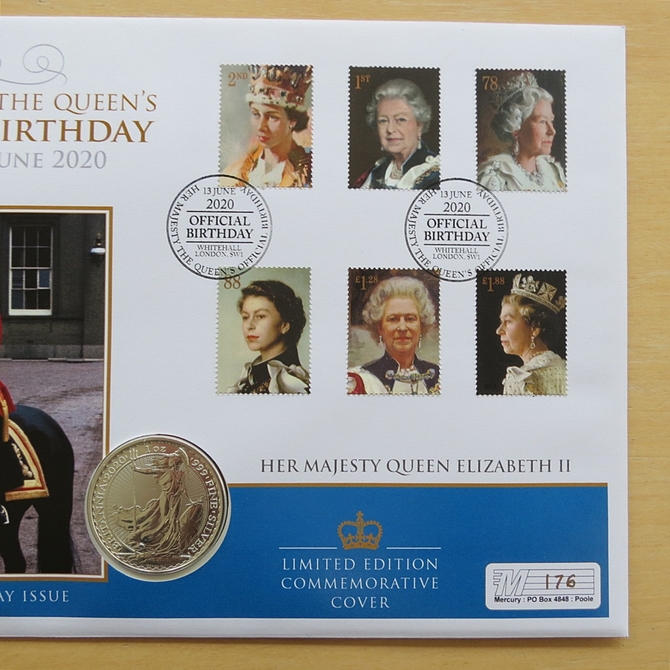 THE QUEEN'S
BIRTHDAY
JUNE 2020
2ND
1ST
78
13 JUNE
2020
OFFICIAL
BIRTHDAY
WHITEHALL
LONDON, SW1
HER MAJESTY THE QUEEN'S OFFICIAL BIRTHDAY
13 JUNE
2020
OFFICIAL
BIRTHDAY
WHITEHALL
LONDON, SW1
HER MAJESTY THE QUEEN'S OFFICIAL BIRTHDAY
88
£1.28
£1.88
HER MAJESTY QUEEN ELIZABETH II
BRITANNIA 2020 1oz 999 FINE SILVER
LIMITED EDITION
COMMEMORATIVE
COVER
AY ISSUE
M 176
Mercury : PO Box 4848 : Poole